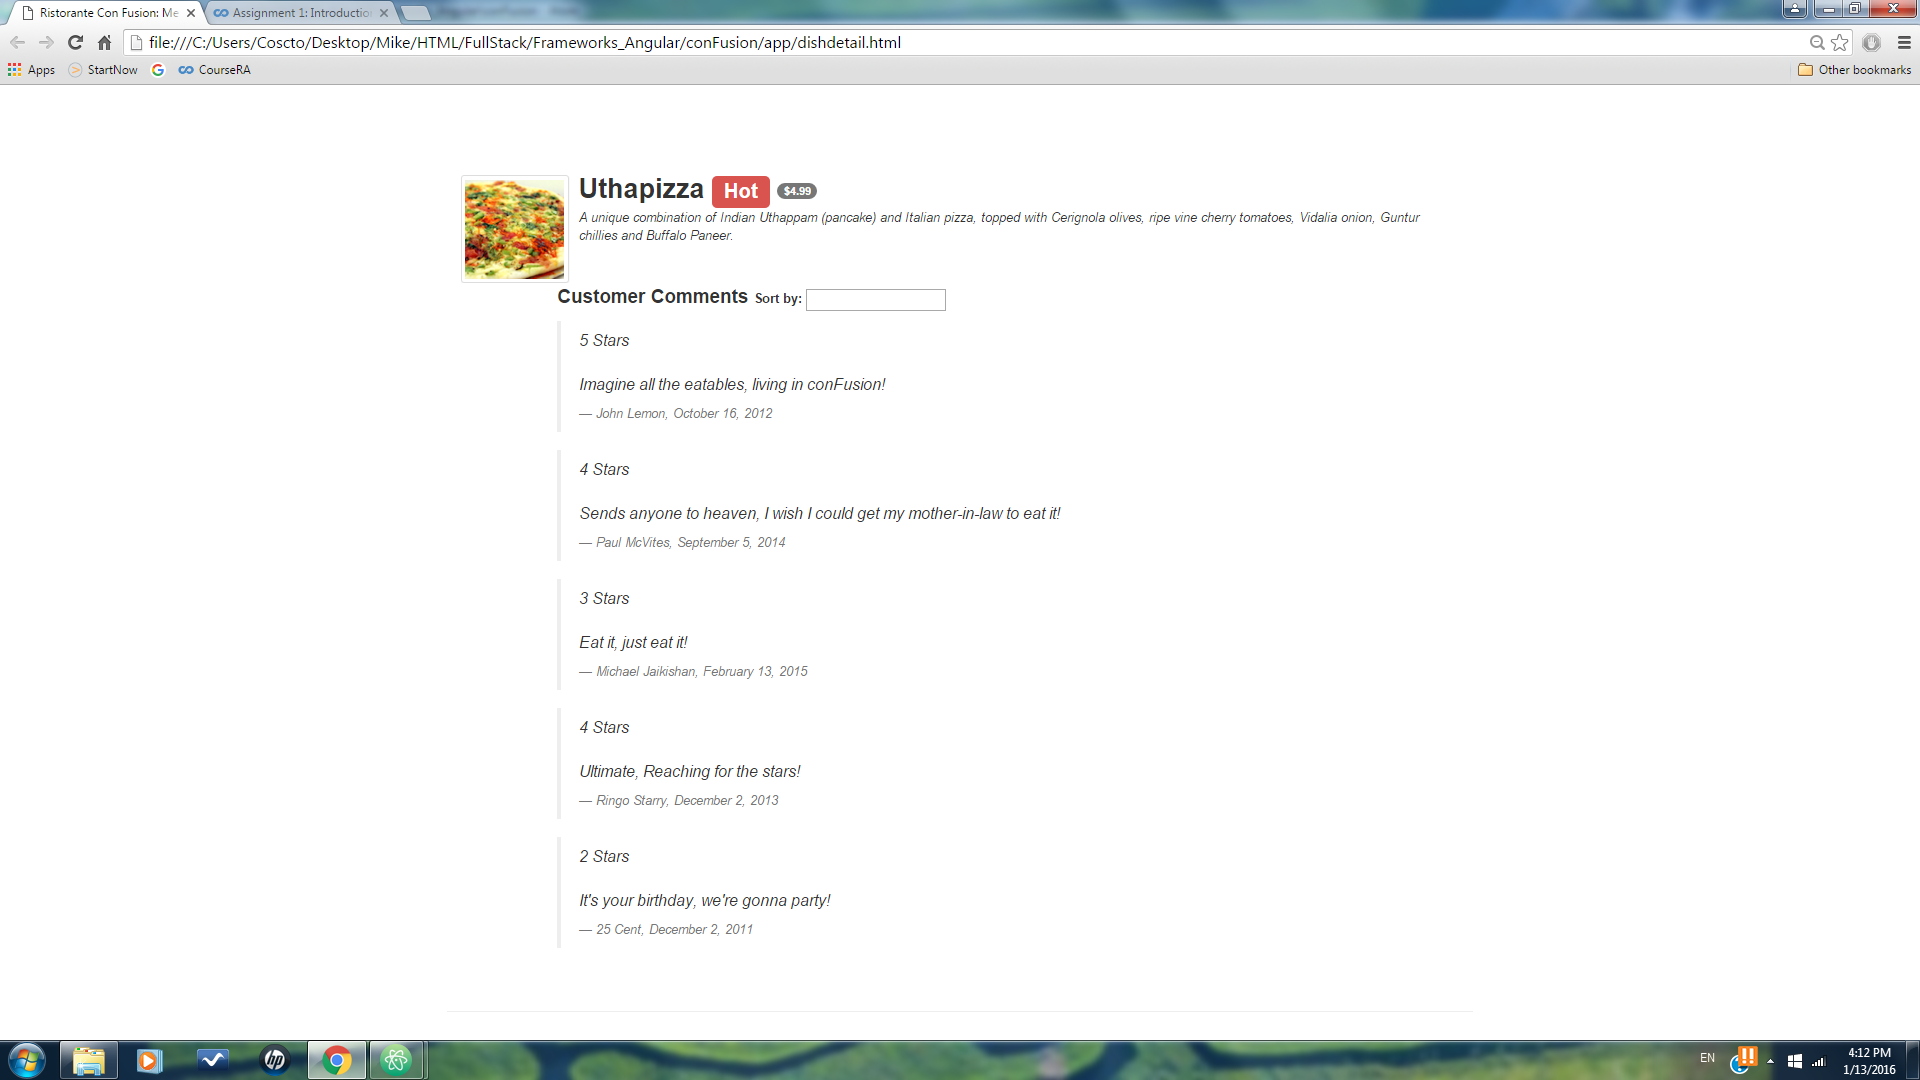 Ristorante Con Fusion: Me
Assignment 1: Introductio
file:///C:/Users/Coscto/Desktop/Mike/HTML/FullStack/Frameworks_Angular/conFusion/app/dishdetail.html
Apps StartNow CourseRA Other bookmarks
Uthapizza Hot $4.99
A unique combination of Indian Uthappam (pancake) and Italian pizza, topped with Cerignola olives, ripe vine cherry tomatoes, Vidalia onion, Guntur
chillies and Buffalo Paneer.
Customer Comments Sort by:
5 Stars
Imagine all the eatables, living in conFusion!
— John Lemon, October 16, 2012
4 Stars
Sends anyone to heaven, I wish I could get my mother-in-law to eat it!
— Paul McVites, September 5, 2014
3 Stars
Eat it, just eat it!
— Michael Jaikishan, February 13, 2015
4 Stars
Ultimate, Reaching for the stars!
— Ringo Starry, December 2, 2013
2 Stars
It's your birthday, we're gonna party!
— 25 Cent, December 2, 2011
EN
4:12 PM
1/13/2016